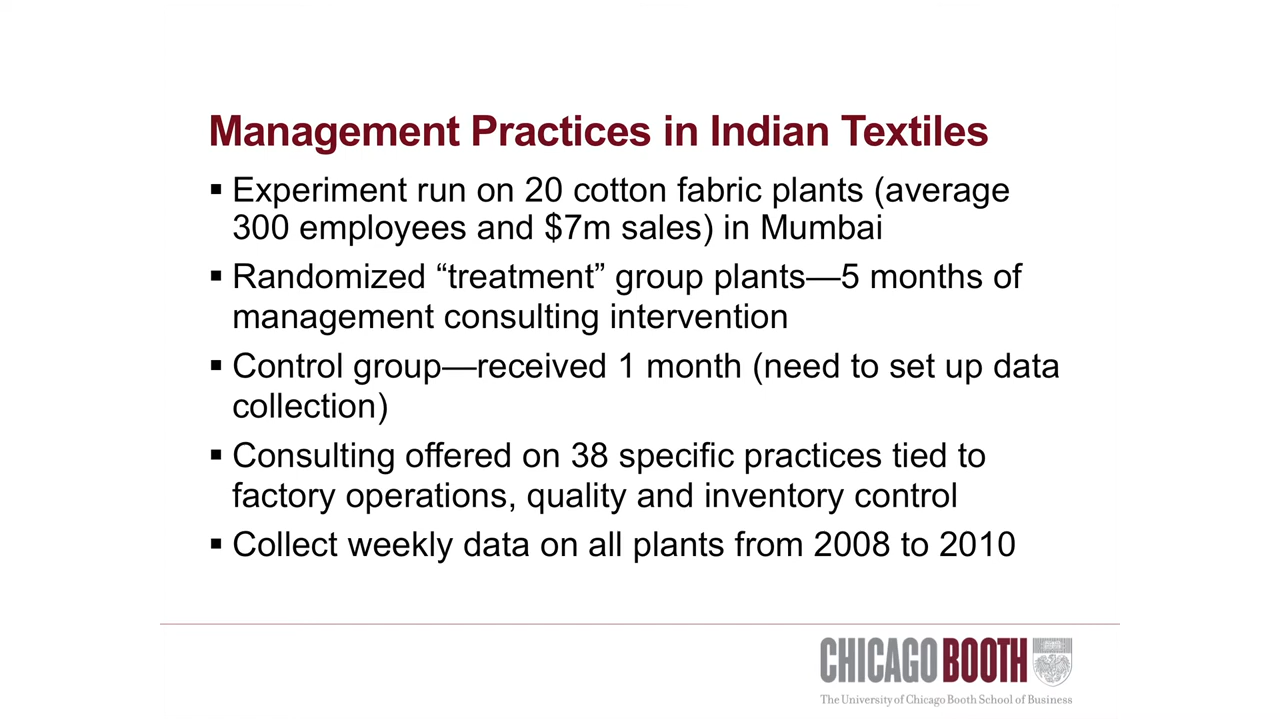 Management Practices in Indian Textiles
▪ Experiment run on 20 cotton fabric plants (average
300 employees and $7m sales) in Mumbai
▪ Randomized “treatment” group plants—5 months of
management consulting intervention
▪ Control group—received 1 month (need to set up data
collection)
▪ Consulting offered on 38 specific practices tied to
factory operations, quality and inventory control
▪ Collect weekly data on all plants from 2008 to 2010
CHICAGO BOOTH
The University of Chicago Booth School of Business